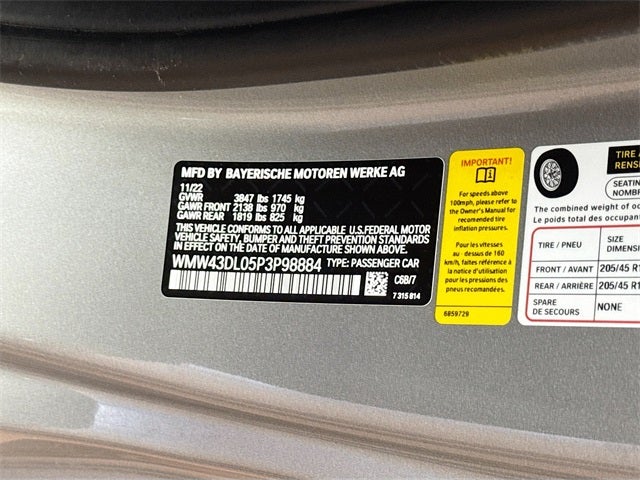 MFD BY BAYERISCHE MOTOREN WERKE AG
11/22
GVWR 3847 lbs 1745 kg
GAWR FRONT 2138 lbs 970 kg
GAWR REAR 1819 lbs 825 kg
THIS VEHICLE CONFORMS TO ALL APPLICABLE U.S.FEDERAL MOTOR
VEHICLE SAFETY, BUMPER, AND THEFT PREVENTION STANDARDS
IN EFFECT ON THE DATE OF MANUFACTURE SHOWN ABOVE.
WMW43DL05P3P98884 TYPE: PASSENGER CAR
C6B/7
7 315 814
IMPORTANT!
For speeds above
100mph, please refer to
the Owner's Manual for
recommended tire
pressures.
Pour les vitesses
au - dessus de 160
km/h, faites référence à
la notice d'utilisation
pour les pressions des
pneus recomandées.
6859729
TIRE
RENS
SEATIN
NOMBR
The combined weight of oc
Le poids total des occupan
TIRE / PNEU SIZE
DIMENSI
FRONT / AVANT 205/45 R1
REAR / ARRIÈRE 205/45 R1
SPARE
DE SECOURS NONE